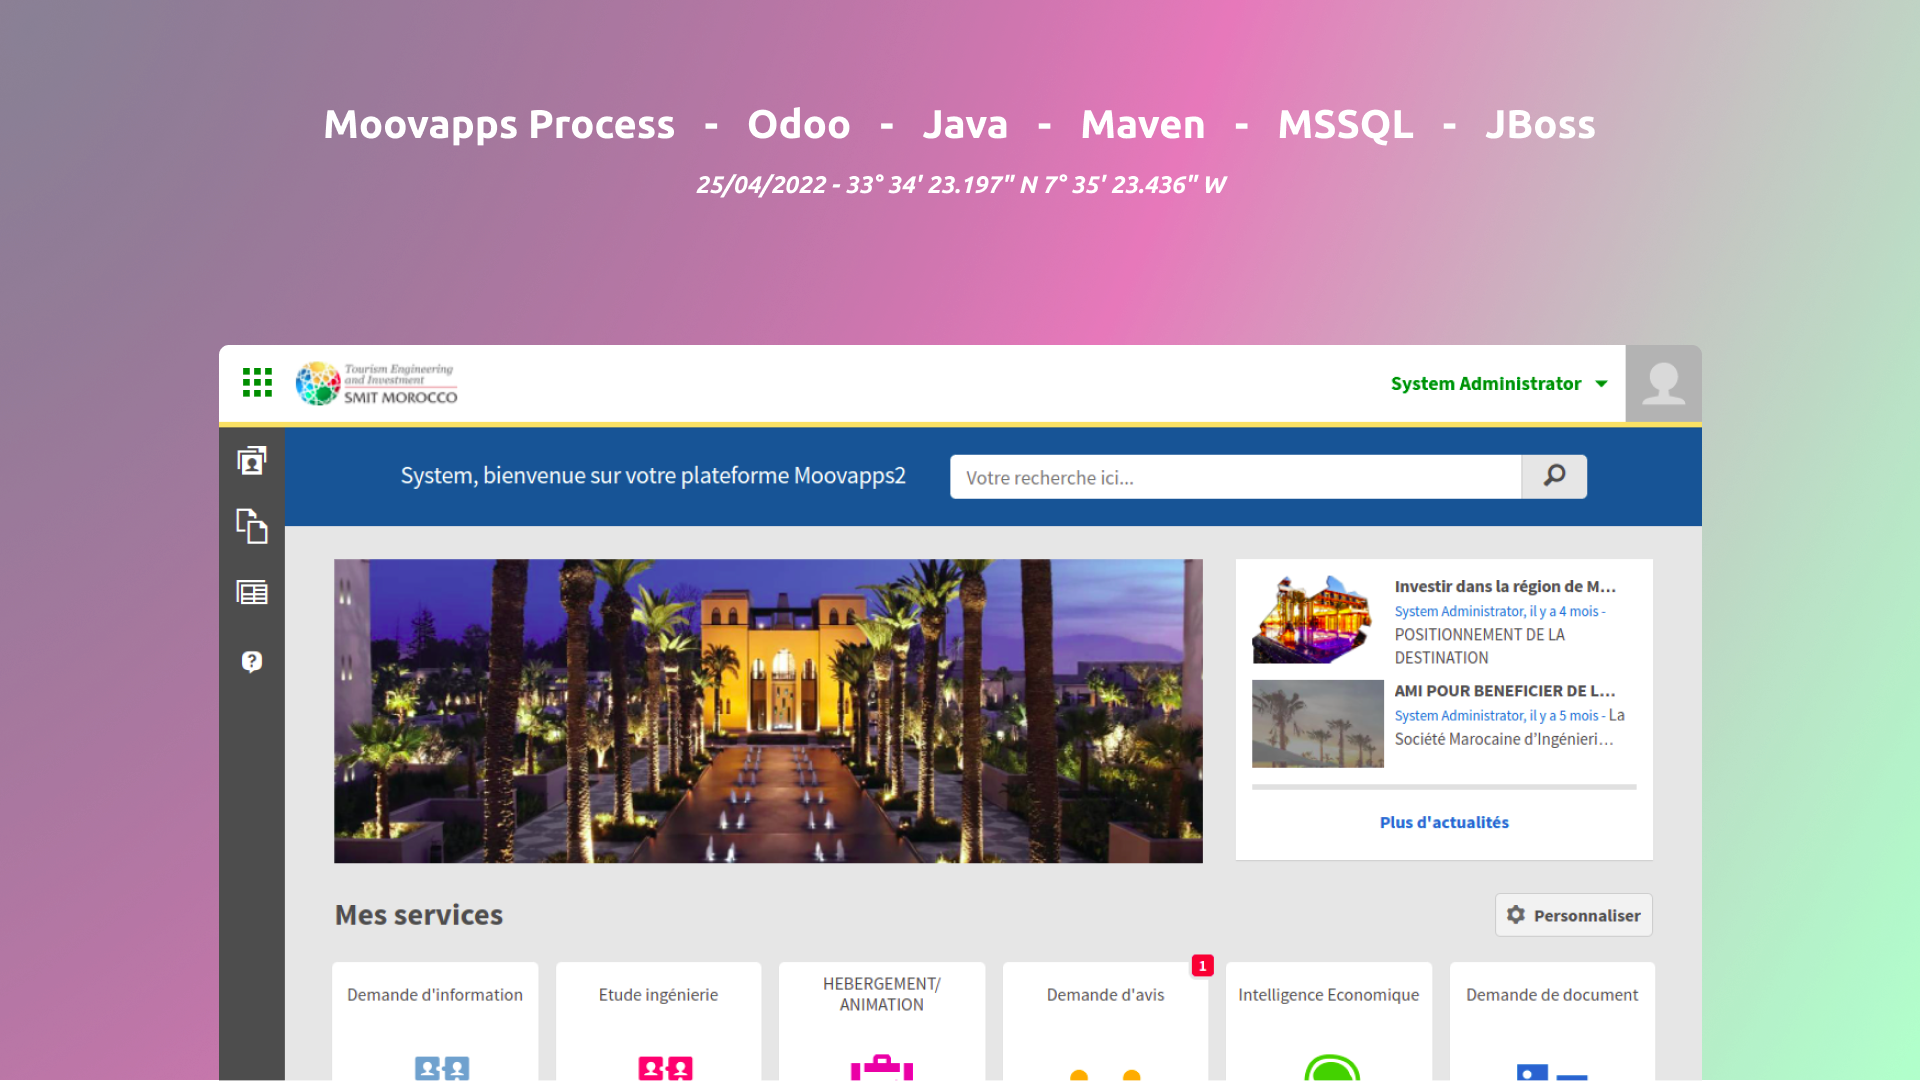 Moovapps Process - Odoo - Java - Maven - MSSQL - JBoss
25/04/2022 - 33° 34' 23.197" N 7° 35' 23.436" W
Tourism Engineering
and Investment
SMIT MOROCCO
System Administrator
System, bienvenue sur votre plateforme Moovapps2
Votre recherche ici...
Investir dans la région de M...
System Administrator, il y a 4 mois -
POSITIONNEMENT DE LA
DESTINATION
AMI POUR BENEFICIER DE L...
System Administrator, il y a 5 mois - La
Société Marocaine d’Ingénieri...
Plus d'actualités
Mes services
Personnaliser
Demande d'information
Etude ingénierie
HEBERGEMENT/
ANIMATION
1
Demande d'avis
Intelligence Economique
Demande de document